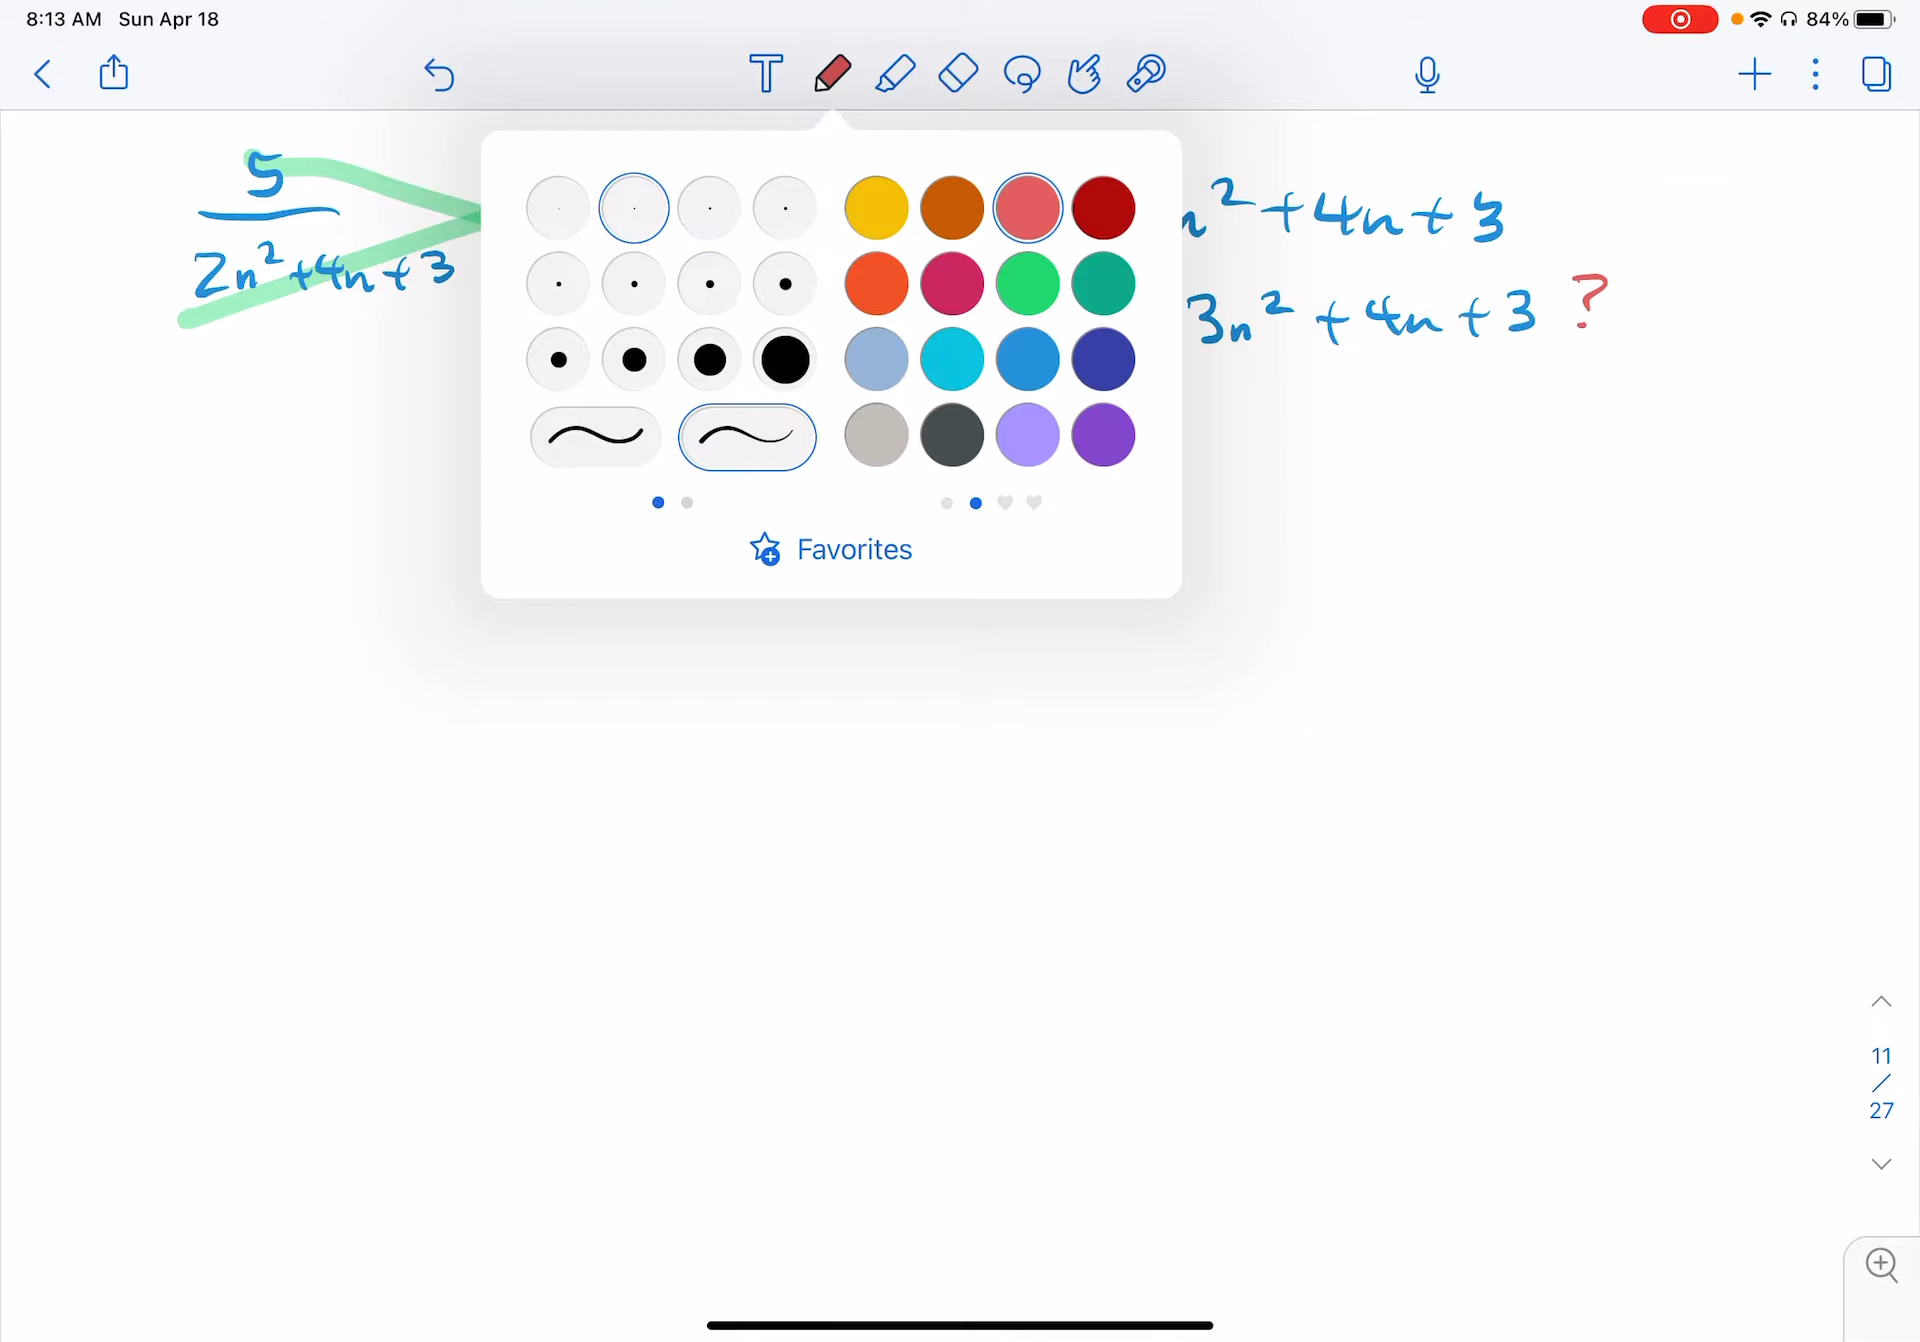 8:13 AM Sun Apr 18
84%
5
2n²+4n+3
n²+4n+3
3n²+4n+3 ?
Favorites
11
/
27